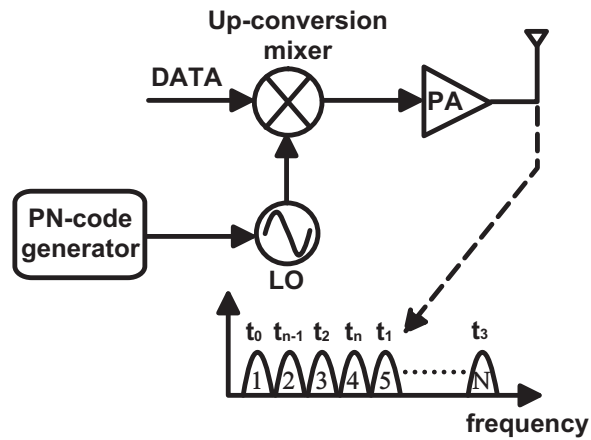 Up-conversion
mixer
DATA
PA
PN-code
generator
LO
t0 tn-1 t2 tn t1 t3
1 2 3 4 5 ........ N
frequency